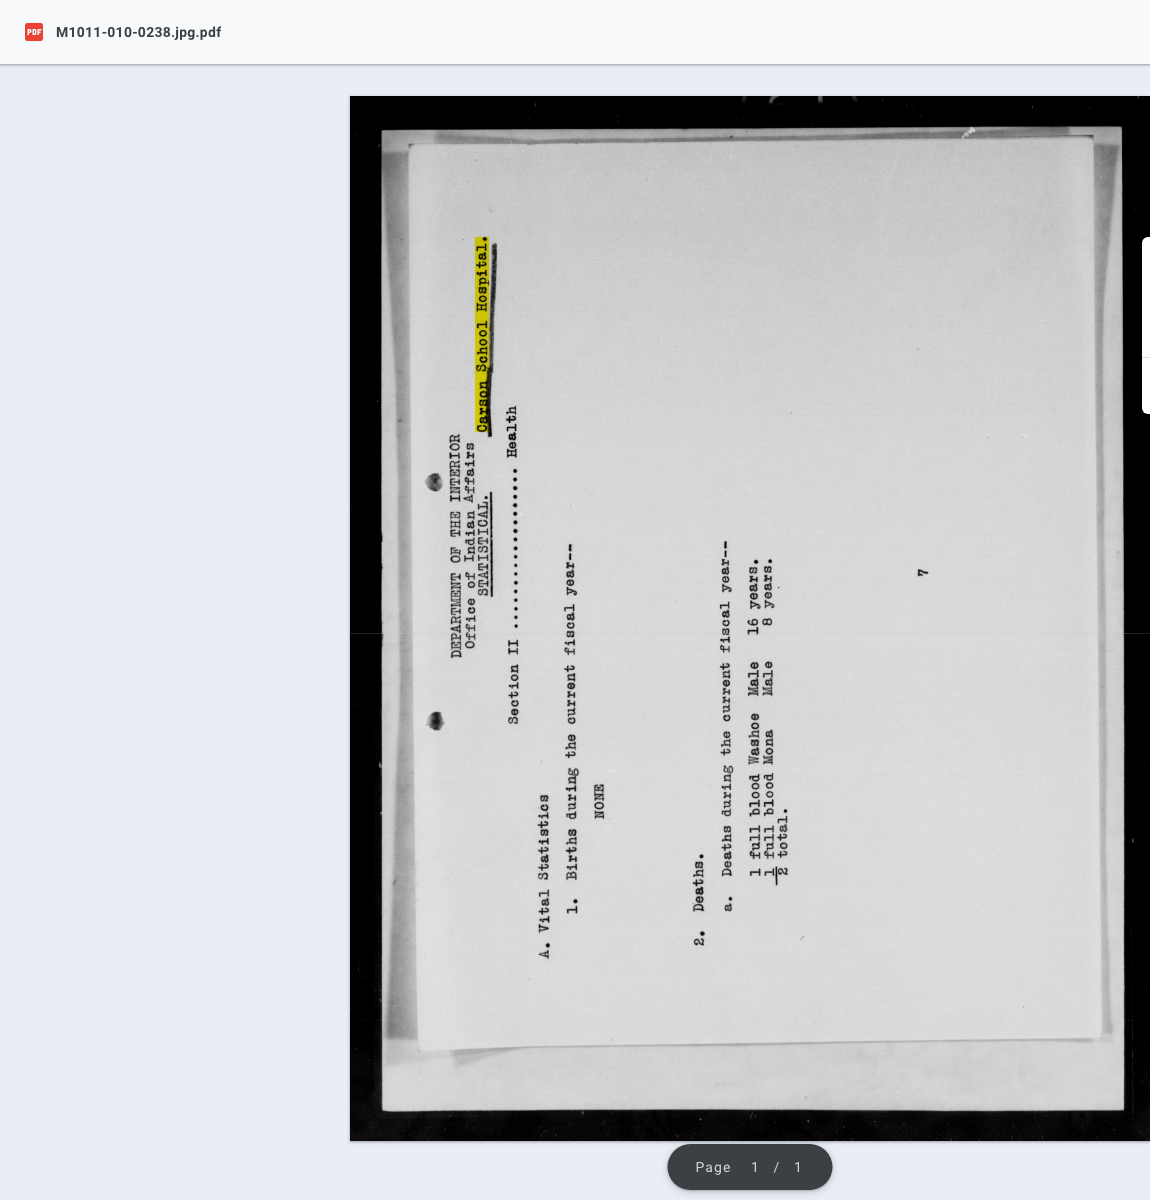 PDF M1011-010-0238.jpg.pdf
DEPARTMENT OF THE INTERIOR
Office of Indian Affairs
STATISTICAL.
Carson School Hospital.
Section II ................... Health
A. Vital Statistics
1. Births during the current fiscal year--
NONE
2. Deaths.
a. Deaths during the current fiscal year--
1 full blood Washoe Male 16 years.
1 full blood Mona Male 8 years.
2 total.
7
Page 1 / 1